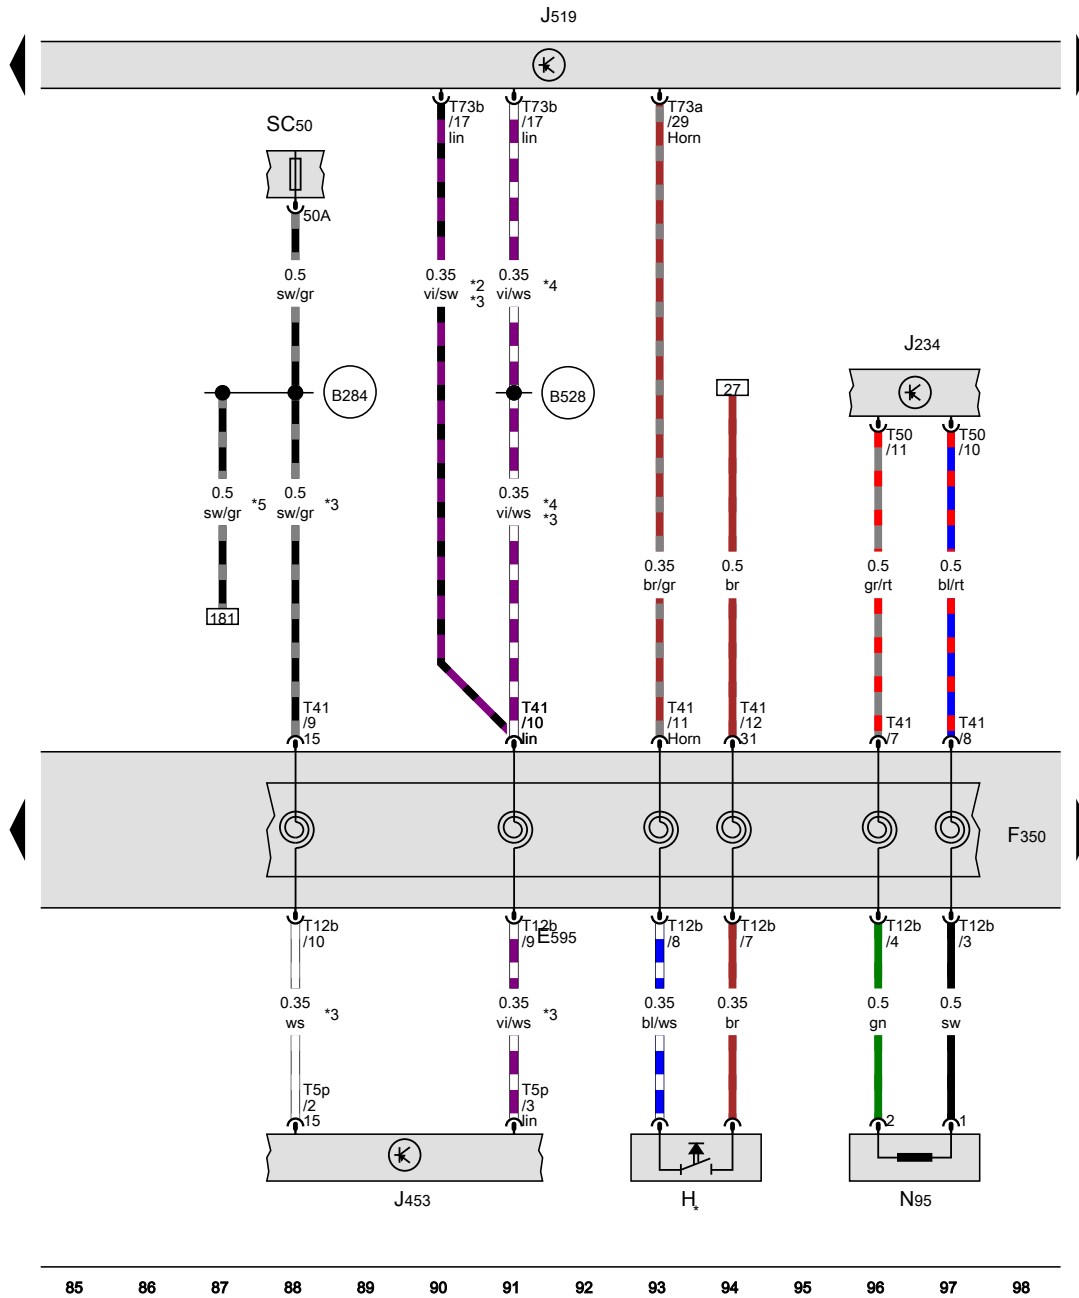 J519
T73b
/17
lin
T73b
/17
lin
T73a
/29
Horn
SC50
50A
0.5
sw/gr
0.35
vi/sw
*2
*3
0.35
vi/ws
*4
J234
B284
B528
27
T50
/11
T50
/10
0.5
sw/gr
*5
0.5
sw/gr
*3
0.35
vi/ws
*4
*3
0.35
br/gr
0.5
br
0.5
gr/rt
0.5
bl/rt
181
T41
/9
15
T41
/10
lin
T41
/11
Horn
T41
/12
31
T41
/7
T41
/8
F350
T12b
/10
T12b
/9
E595
T12b
/8
T12b
/7
T12b
/4
T12b
/3
0.35
ws
*3
0.35
vi/ws
*3
0.35
bl/ws
0.35
br
0.5
gn
0.5
sw
T5p
/2
15
T5p
/3
lin
2
1
J453
H*
N95
85 86 87 88 89 90 91 92 93 94 95 96 97 98